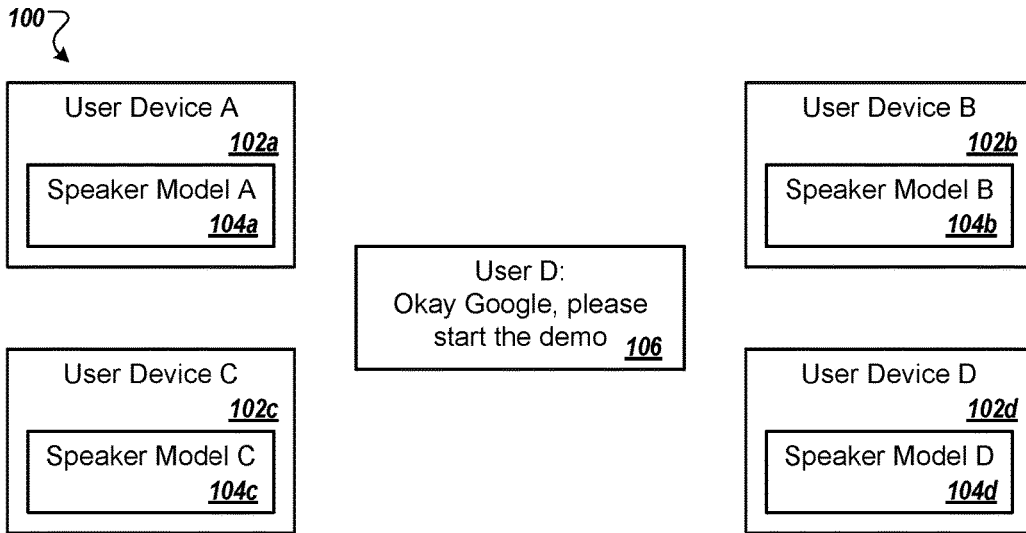 100
User Device A
102a
Speaker Model A
104a
User Device B
102b
Speaker Model B
104b
User D:
Okay Google, please
start the demo 106
User Device C
102c
Speaker Model C
104c
User Device D
102d
Speaker Model D
104d